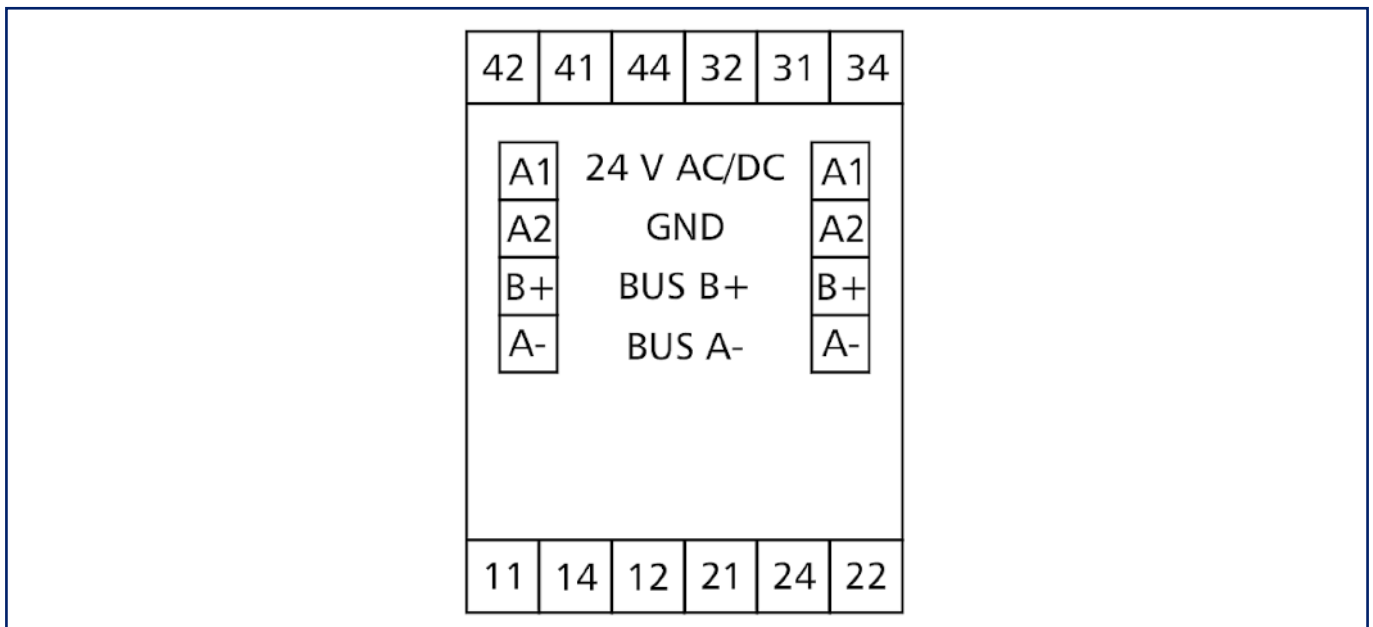 42 41 44 32 31 34
A1 24 V AC/DC A1
A2 GND A2
B+ BUS B+ B+
A- BUS A- A-
11 14 12 21 24 22